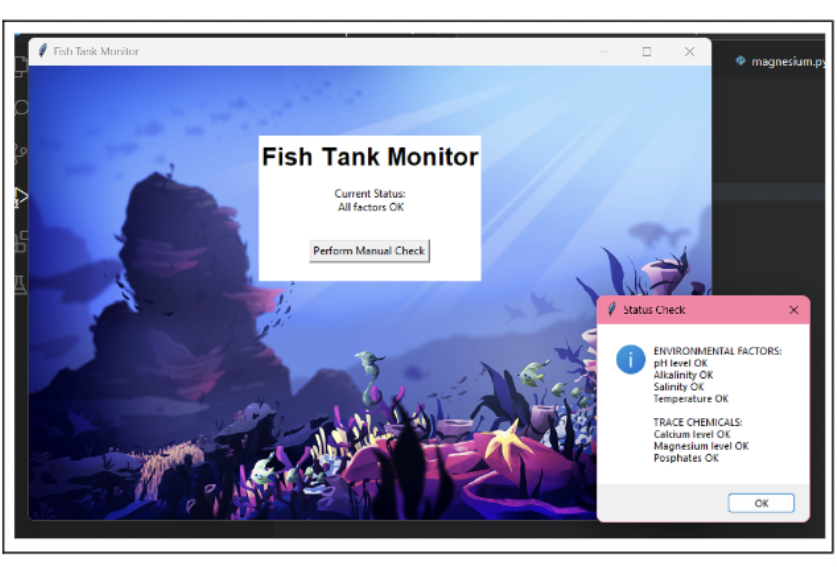 Fish Tank Monitor
magnesium.py
Fish Tank Monitor
Current Status:
All factors OK
Perform Manual Check
Status Check
ENVIRONMENTAL FACTORS:
pH level OK
Alkalinity OK
Salinity OK
Temperature OK
TRACE CHEMICALS:
Calcium level OK
Magnesium level OK
Posphates OK
OK